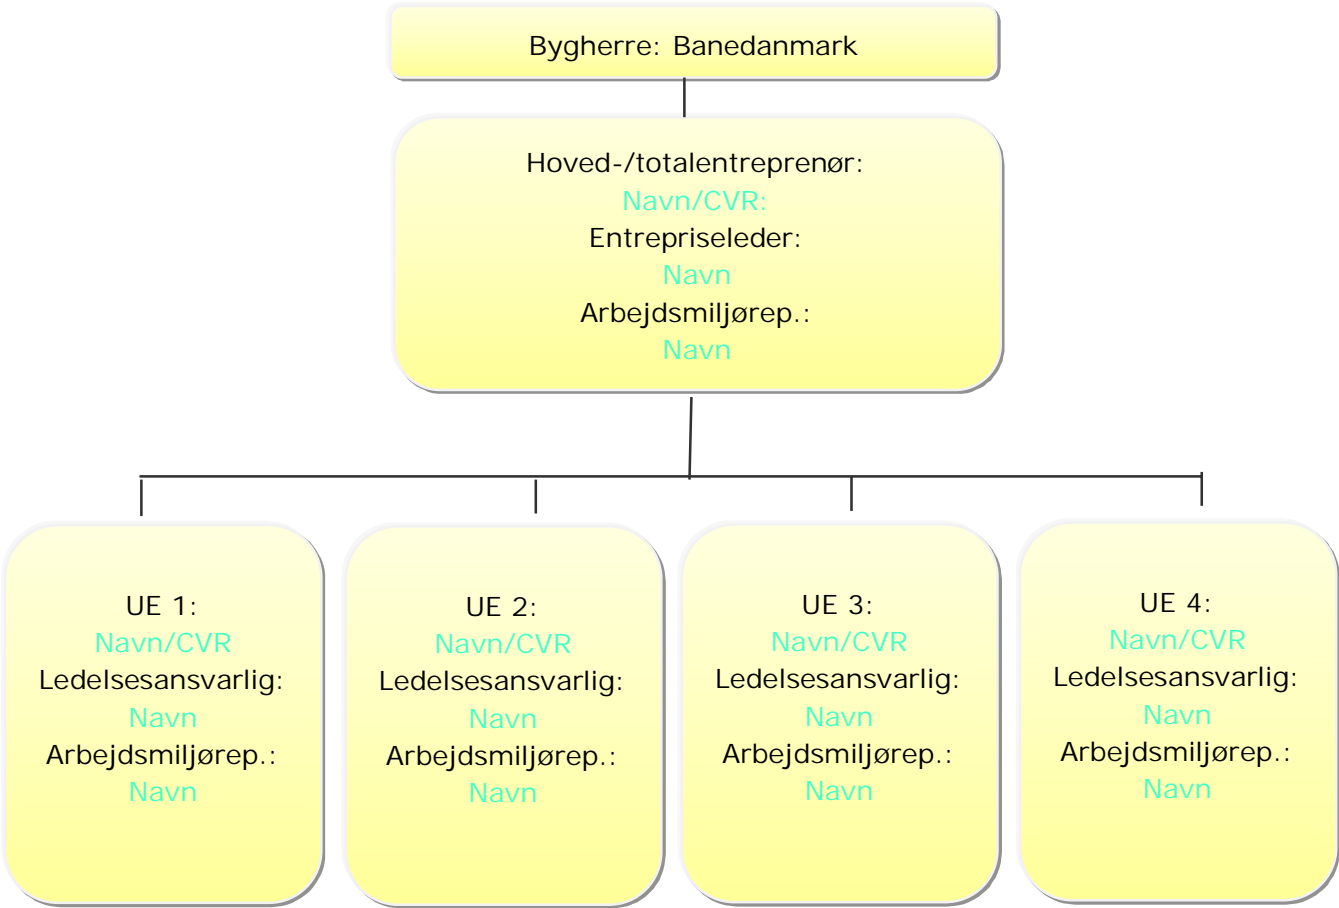 Bygherre: Banedanmark
Hoved-/totalentreprenør:
Navn/CVR:
Entrepriseleder:
Navn
Arbejdsmiljørep.:
Navn
UE 1:
Navn/CVR
Ledelsesansvarlig:
Navn
Arbejdsmiljørep.:
Navn
UE 2:
Navn/CVR
Ledelsesansvarlig:
Navn
Arbejdsmiljørep.:
Navn
UE 3:
Navn/CVR
Ledelsesansvarlig:
Navn
Arbejdsmiljørep.:
Navn
UE 4:
Navn/CVR
Ledelsesansvarlig:
Navn
Arbejdsmiljørep.:
Navn